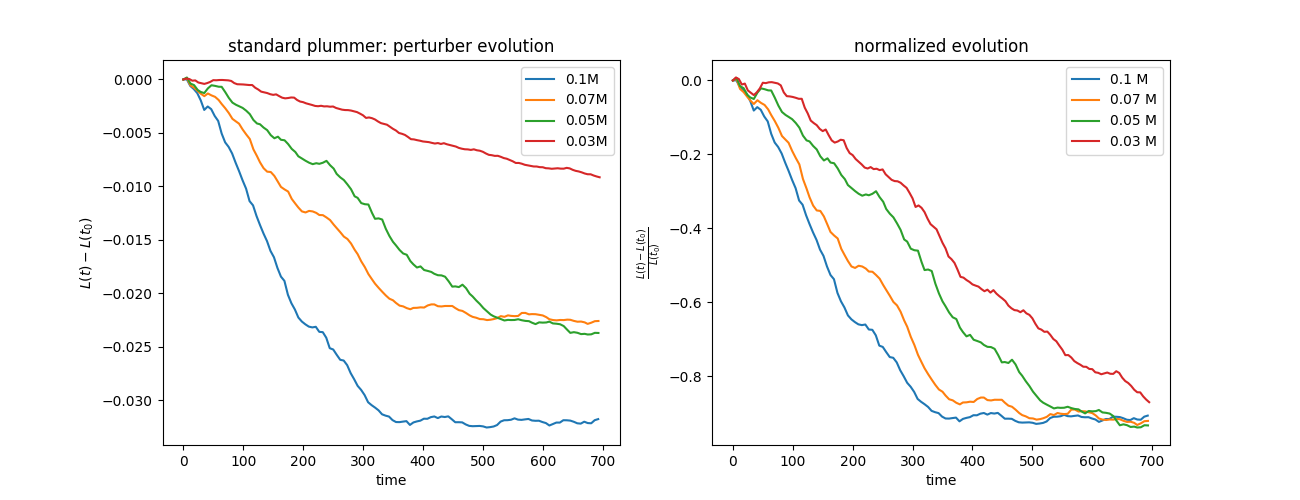 standard plummer: perturber evolution
0.000
−0.005
−0.010
−0.015
−0.020
−0.025
−0.030
L(t) − L(t₀)
0 100 200 300 400 500 600 700
time
0.1M
0.07M
0.05M
0.03M
normalized evolution
0.0
−0.2
−0.4
−0.6
−0.8
L(t) − L(t₀)
L(t₀)
0 100 200 300 400 500 600 700
time
0.1 M
0.07 M
0.05 M
0.03 M